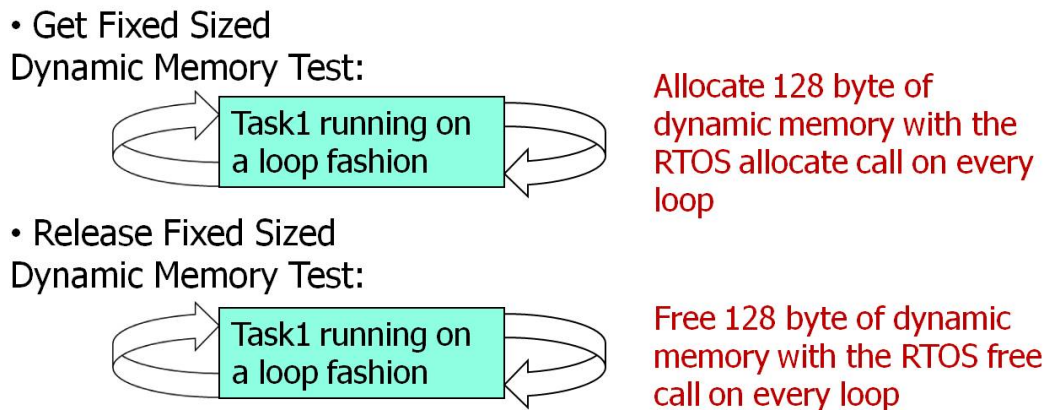 • Get Fixed Sized
Dynamic Memory Test:
Task1 running on
a loop fashion
Allocate 128 byte of
dynamic memory with the
RTOS allocate call on every
loop
• Release Fixed Sized
Dynamic Memory Test:
Task1 running on
a loop fashion
Free 128 byte of dynamic
memory with the RTOS free
call on every loop